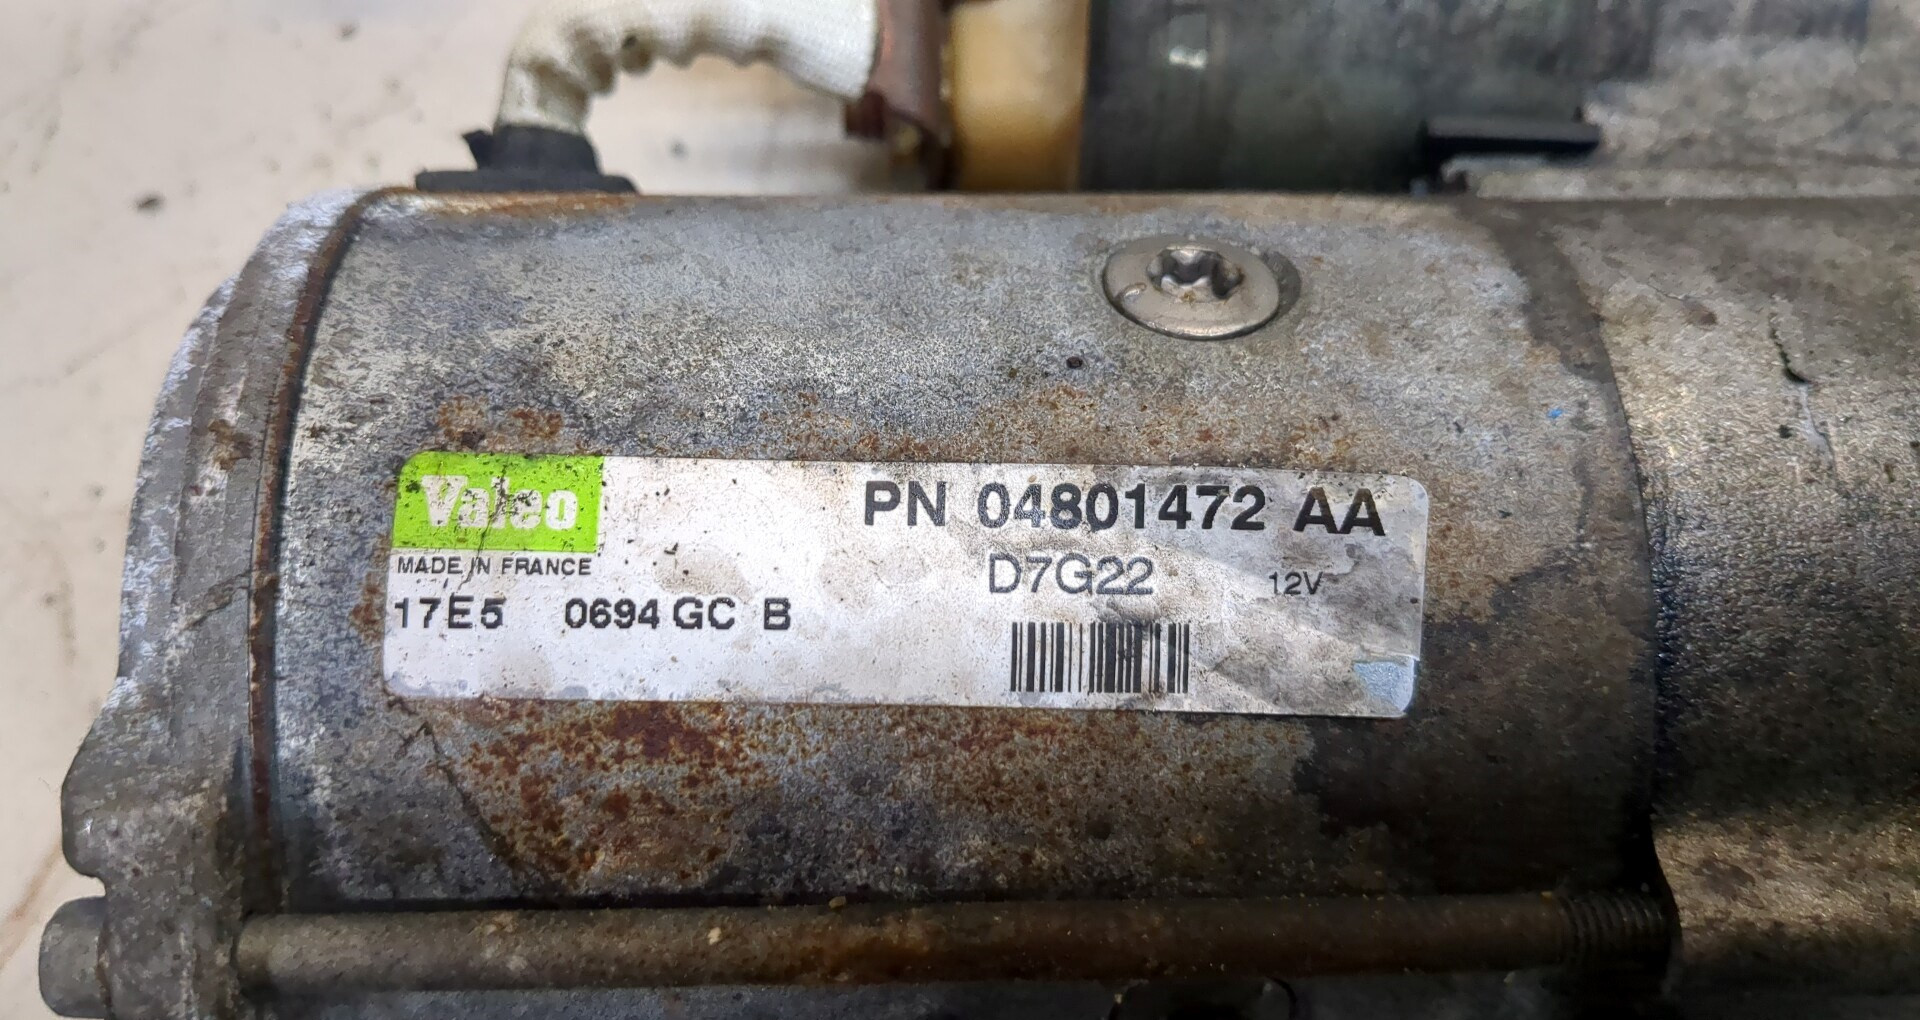 Valeo
PN 04801472 AA
MADE IN FRANCE
D7G22 12V
17E5 0694 GC B